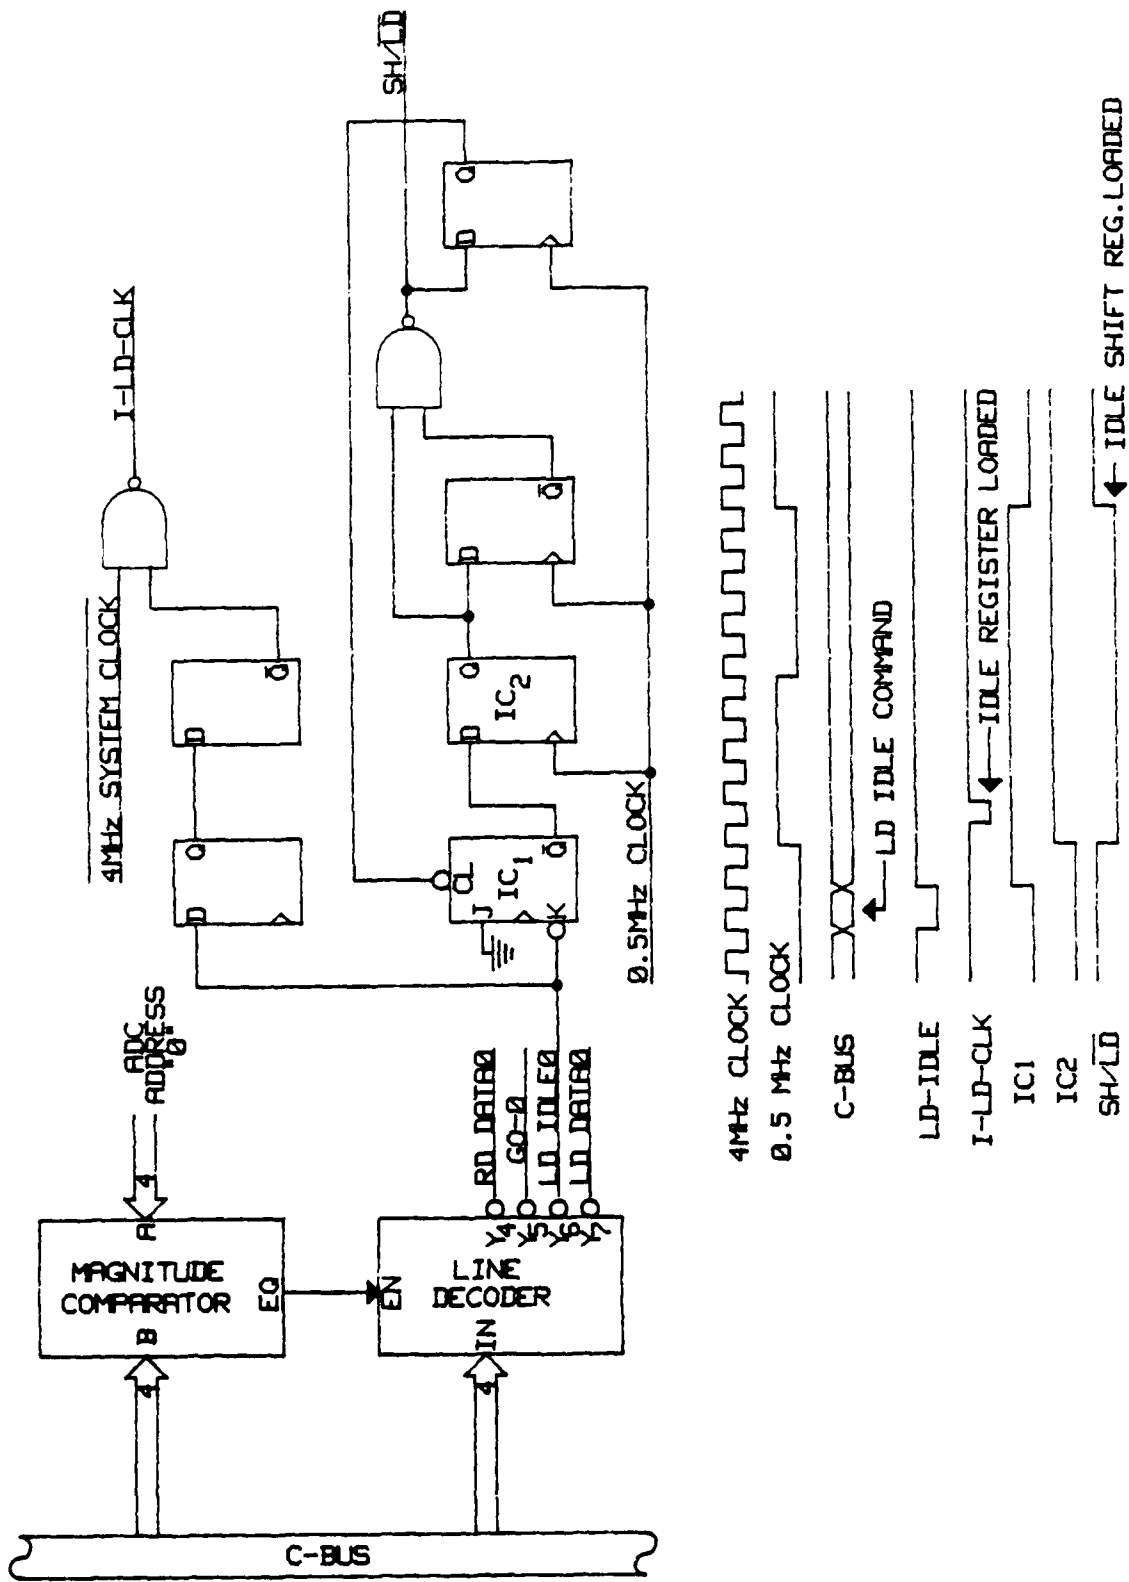 C-BUS
4
4
MAGNITUDE
COMPARATOR
A
B
EQ
4
ADC
ADDRESS
"0"
LINE
DECODER
EN
IN
Y4
Y5
Y6
Y7
RD DATA0
GO-0
LD IDLE0
LD DATA0
D
Q
D
Q̅
4MHz SYSTEM CLOCK
I-LD-CLK
J
CL
IC1
K
Q̅
D
Q
IC2
D
Q̅
D
Q
SH/L̅D̅
0.5MHz CLOCK
4MHz CLOCK
0.5 MHz CLOCK
C-BUS
LD IDLE COMMAND
LD-IDLE
I-LD-CLK
IDLE REGISTER LOADED
IC1
IC2
SH/L̅D̅
IDLE SHIFT REG.LOADED